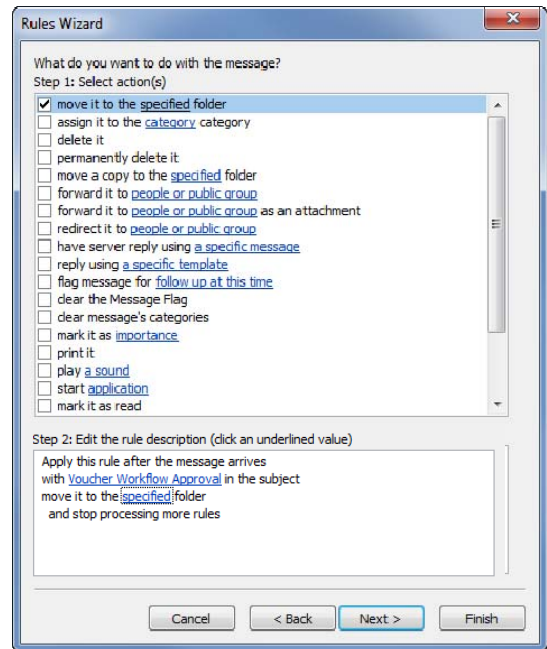 Rules Wizard
What do you want to do with the message?
Step 1: Select action(s)
move it to the specified folder
assign it to the category category
delete it
permanently delete it
move a copy to the specified folder
forward it to people or public group
forward it to people or public group as an attachment
redirect it to people or public group
have server reply using a specific message
reply using a specific template
flag message for follow up at this time
clear the Message Flag
clear message's categories
mark it as importance
print it
play a sound
start application
mark it as read
Step 2: Edit the rule description (click an underlined value)
Apply this rule after the message arrives
with Voucher Workflow Approval in the subject
move it to the specified folder
and stop processing more rules
Cancel < Back Next > Finish